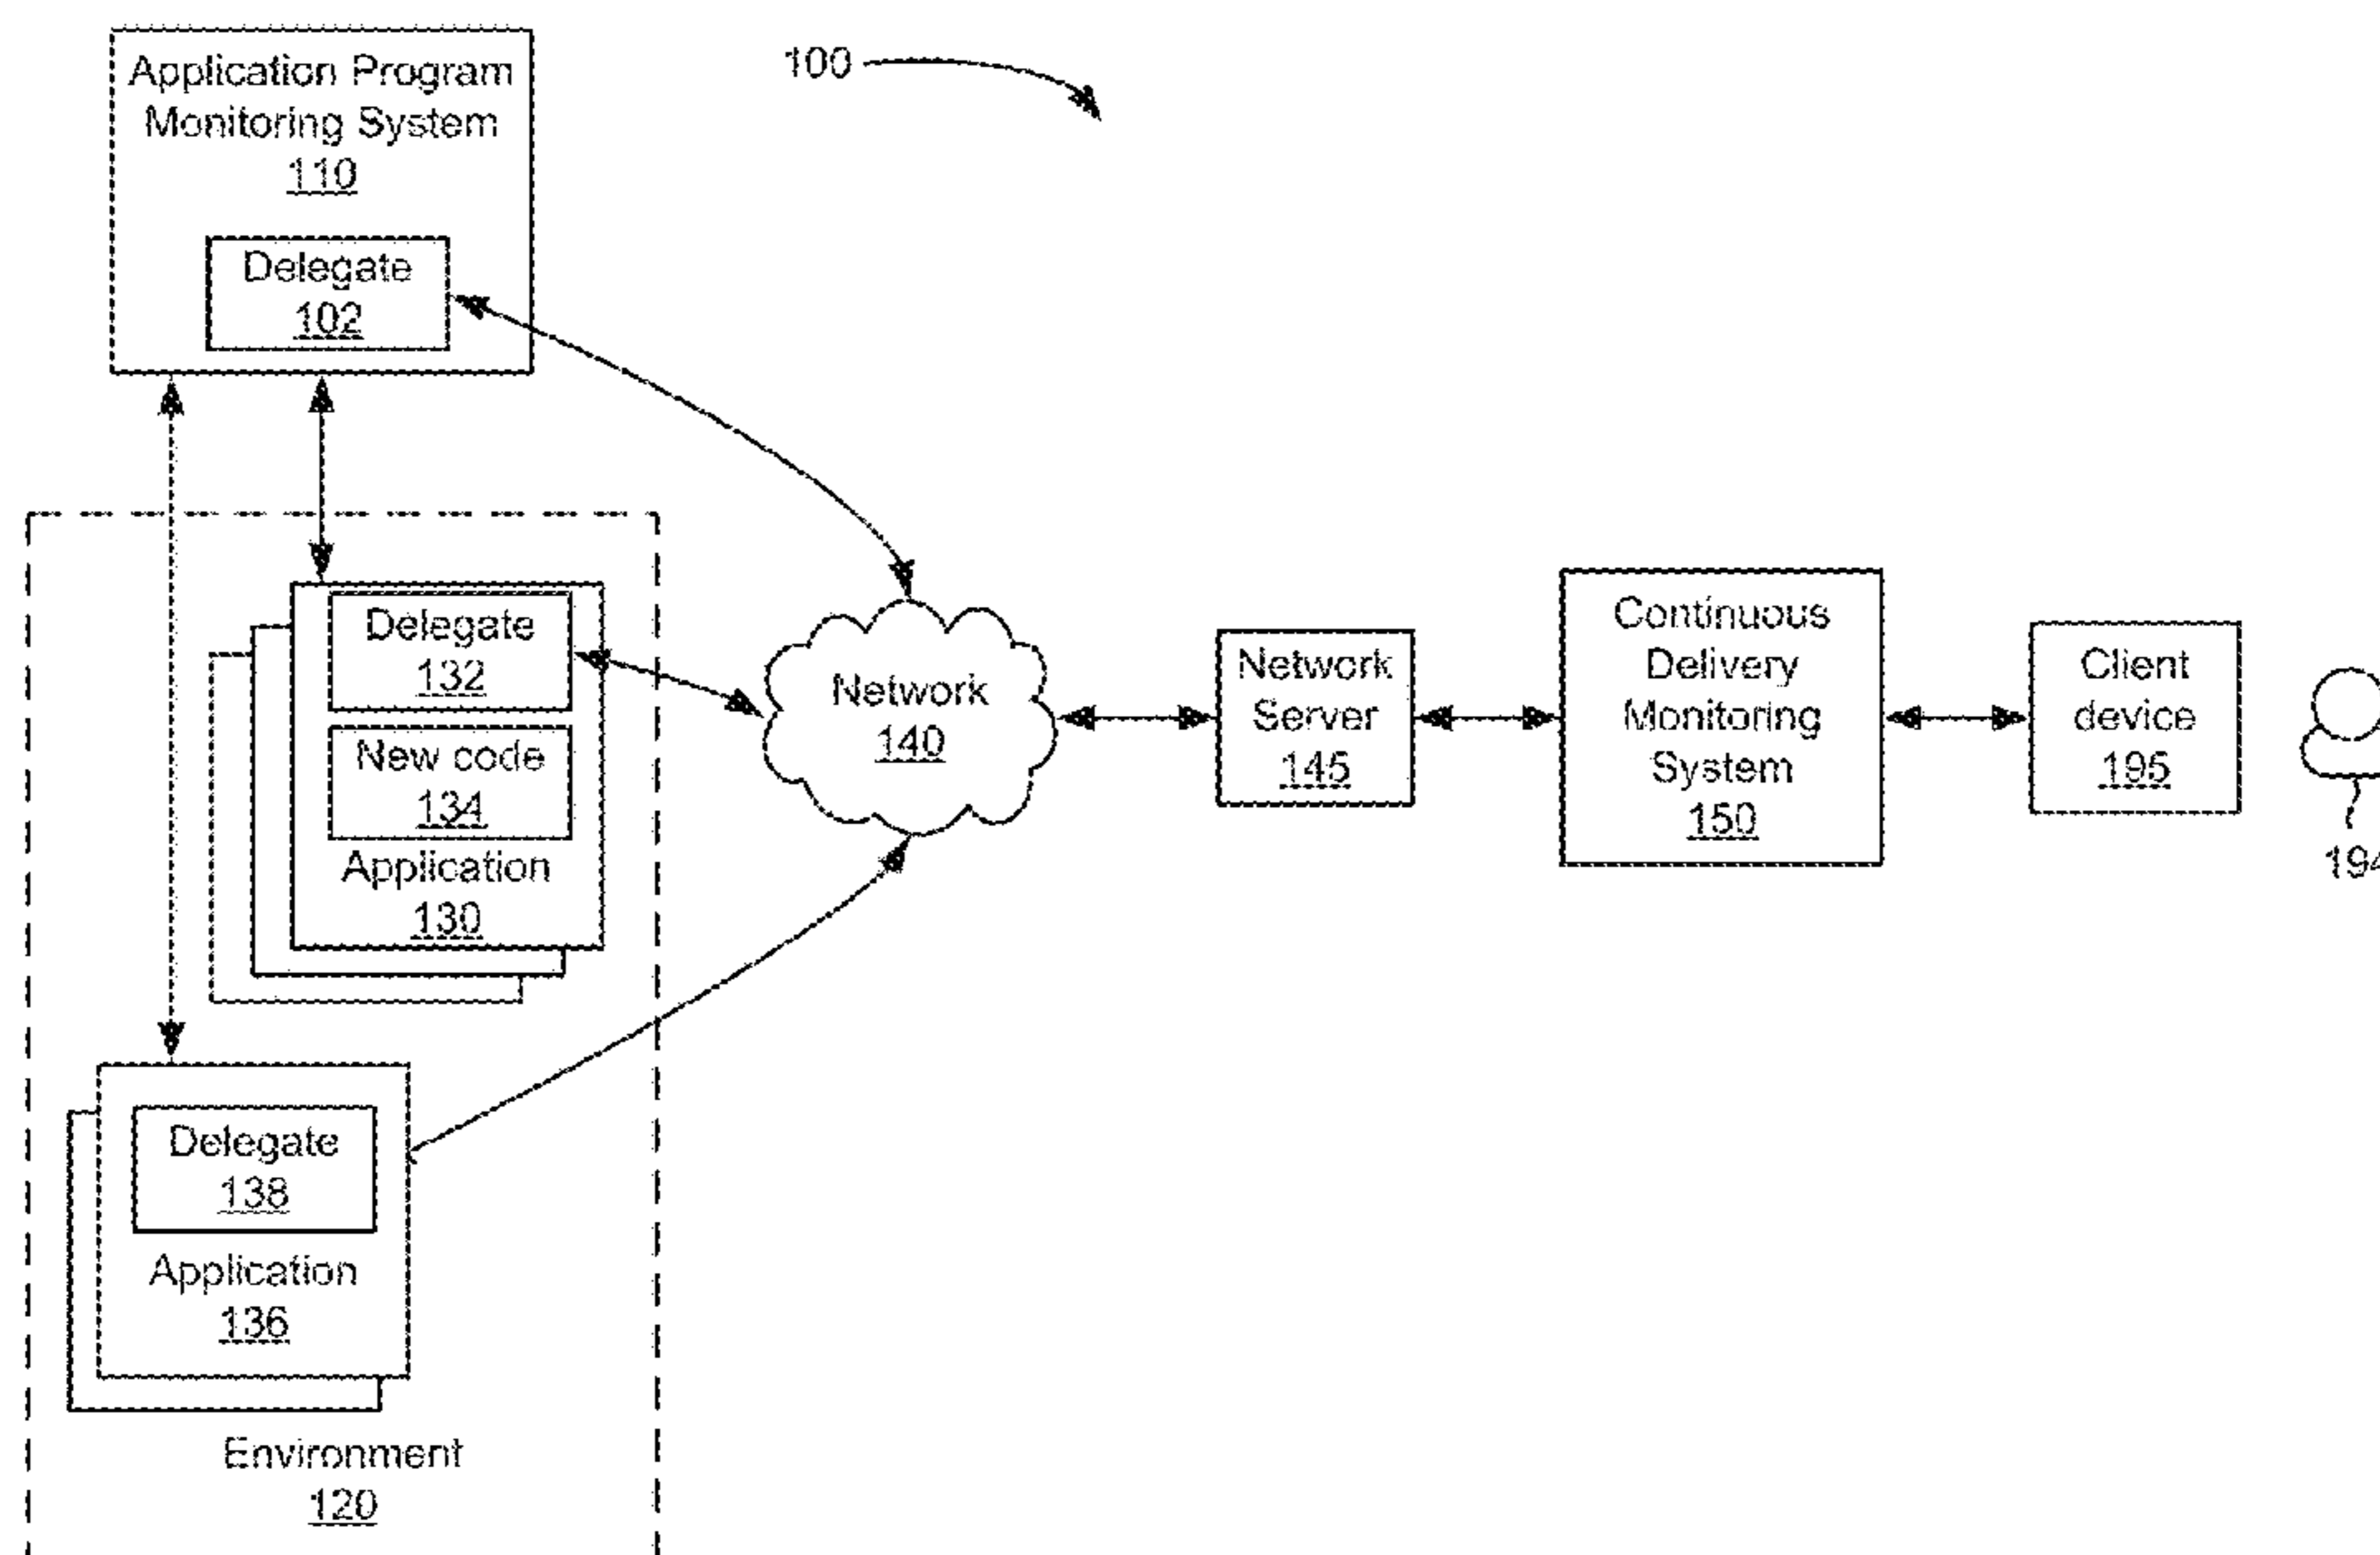 Application Program
Monitoring System
110
Delegate
102
100
Delegate
132
New code
134
Application
130
Network
140
Network
Server
145
Continuous
Delivery
Monitoring
System
150
Client
device
195
194
Delegate
138
Application
136
Environment
120